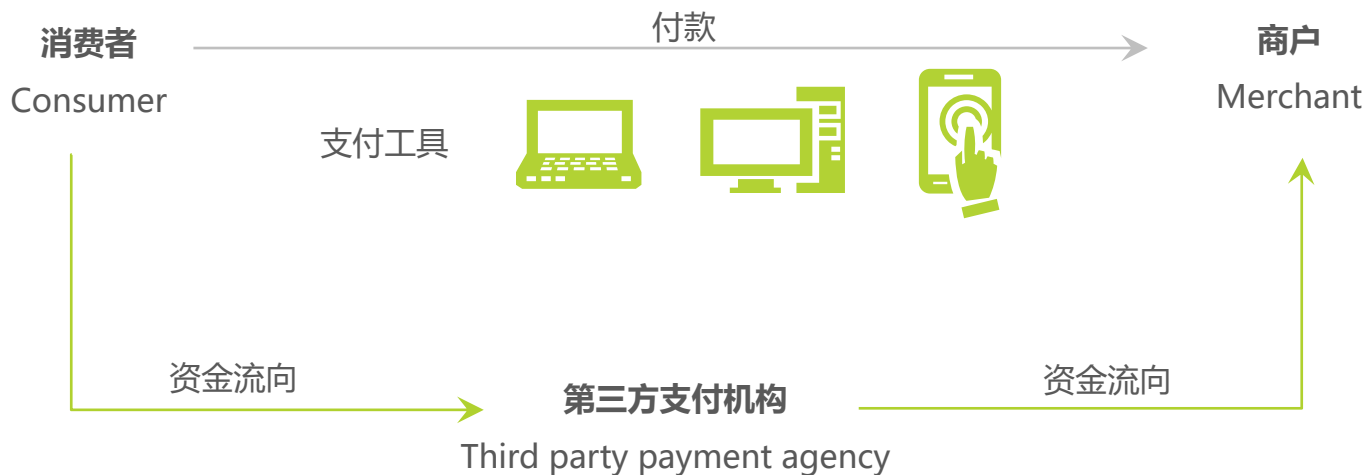 付款
消费者
商户
Consumer
Merchant
支付工具
资金流向
资金流向
第三方支付机构
Third party payment agency